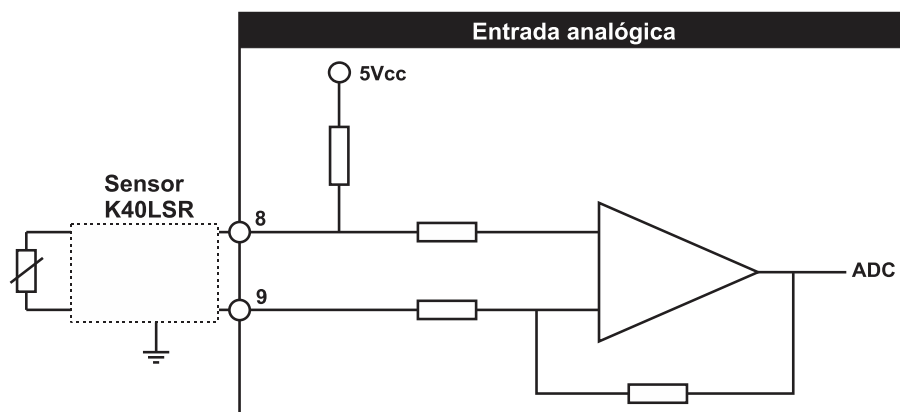 Entrada analógica
5Vcc
Sensor
K40LSR
8
9
ADC